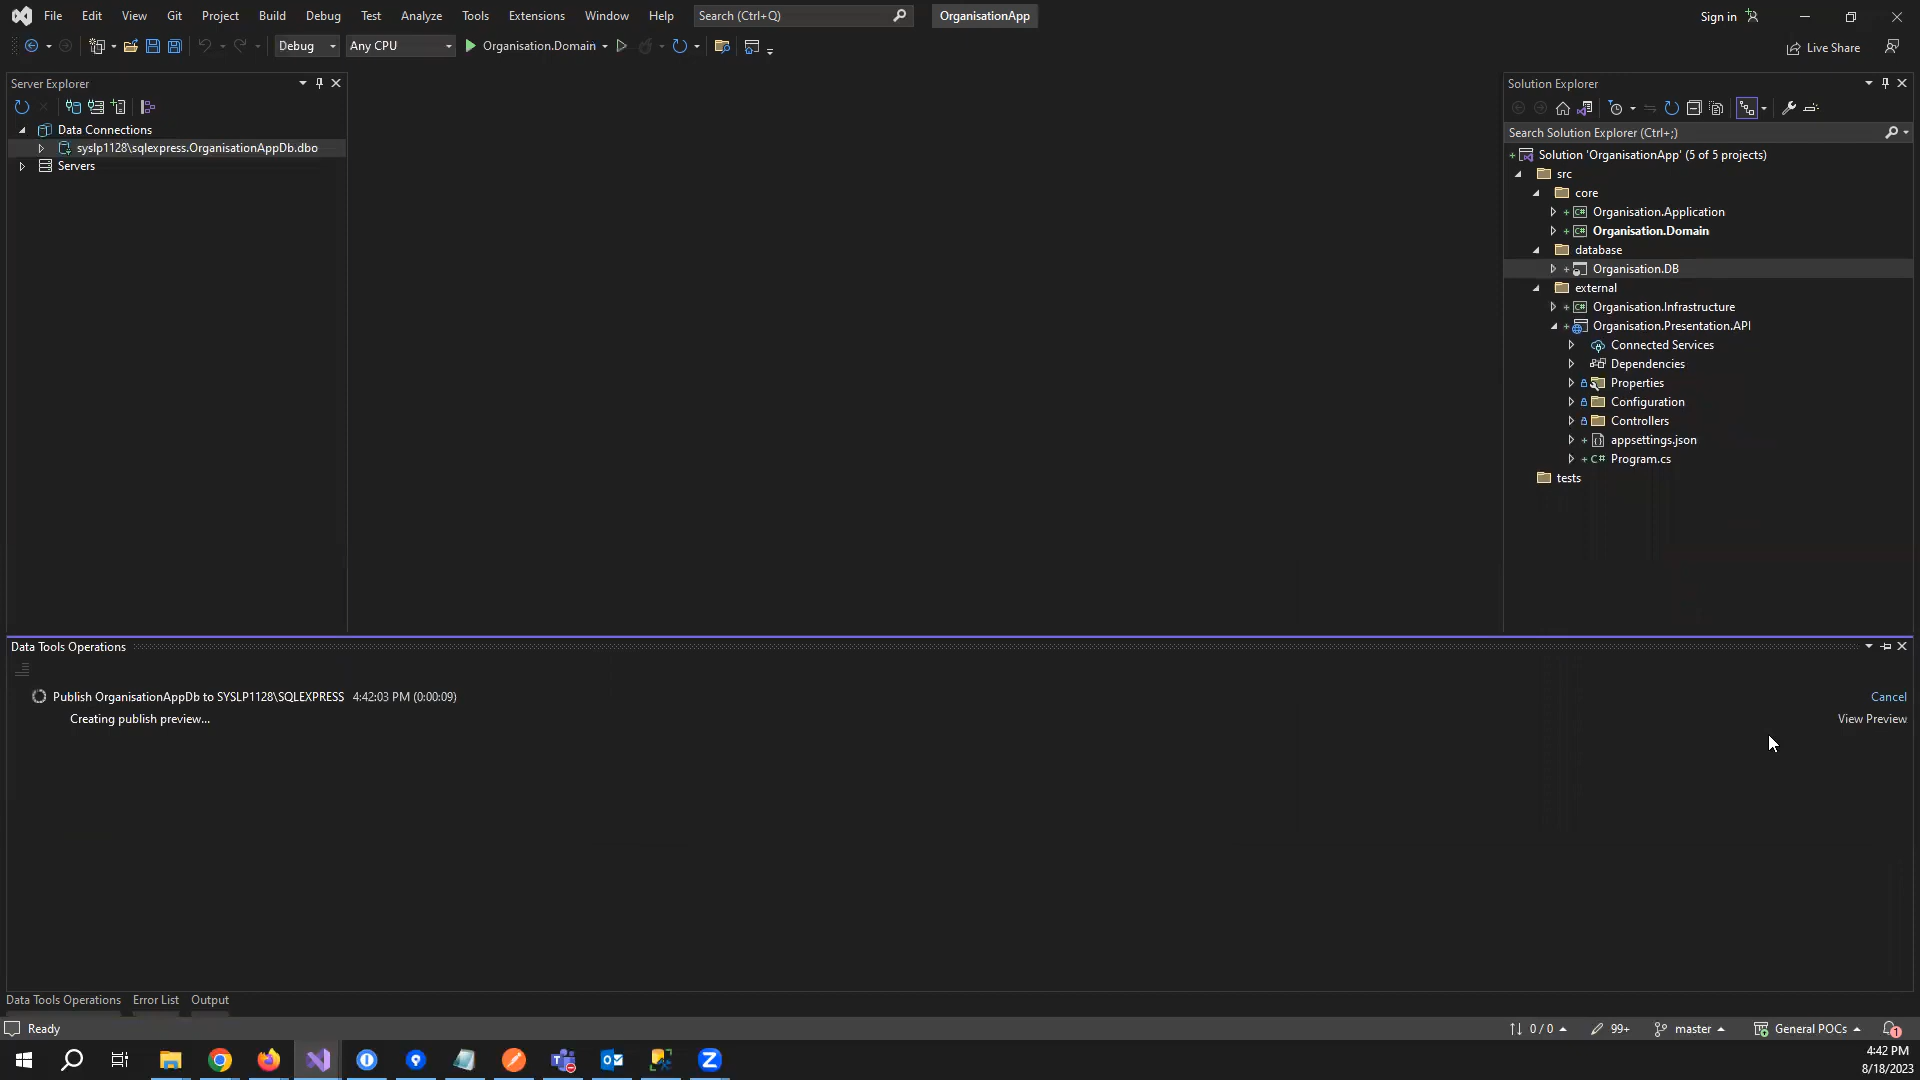 File Edit View Git Project Build Debug Test Analyze Tools Extensions Window Help Search (Ctrl+Q) OrganisationApp Sign in
Debug Any CPU Organisation.Domain Live Share
Server Explorer
Data Connections
syslp1128\sqlexpress.OrganisationAppDb.dbo
Servers
Solution Explorer
Search Solution Explorer (Ctrl+;)
Solution 'OrganisationApp' (5 of 5 projects)
src
core
Organisation.Application
Organisation.Domain
database
Organisation.DB
external
Organisation.Infrastructure
Organisation.Presentation.API
Connected Services
Dependencies
Properties
Configuration
Controllers
appsettings.json
Program.cs
tests
Data Tools Operations
Publish OrganisationAppDb to SYSLP1128\SQLEXPRESS 4:42:03 PM (0:00:09) Cancel
Creating publish preview... View Preview
Data Tools Operations Error List Output
Ready 0 / 0 99+ master General POCs 1
4:42 PM
8/18/2023